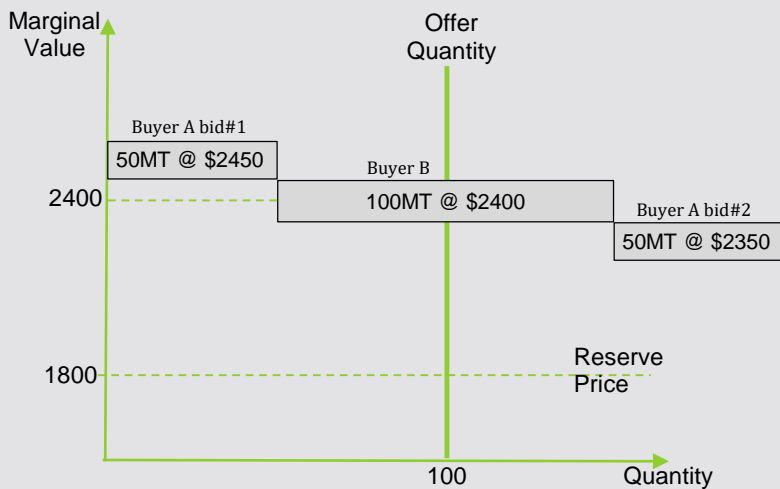 Marginal
Value
Offer
Quantity
Buyer A bid#1
50MT @ $2450
Buyer B
2400
100MT @ $2400
Buyer A bid#2
50MT @ $2350
Reserve
Price
1800
100
Quantity